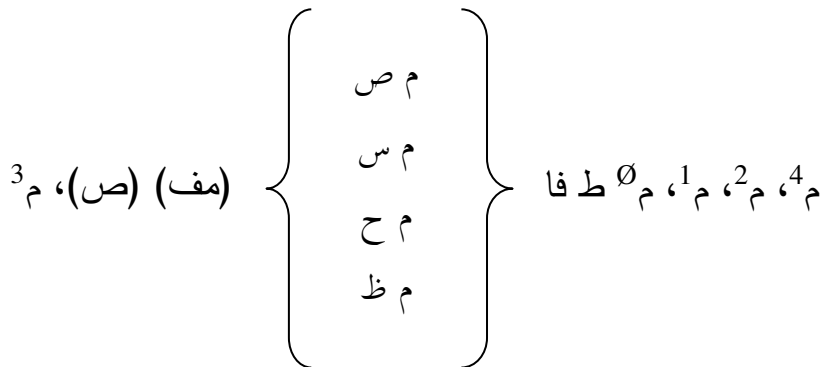 م ص
م س
م⁴، م²، م¹، مØ ط فا (مف) (ص)، م³
م ح
م ظ